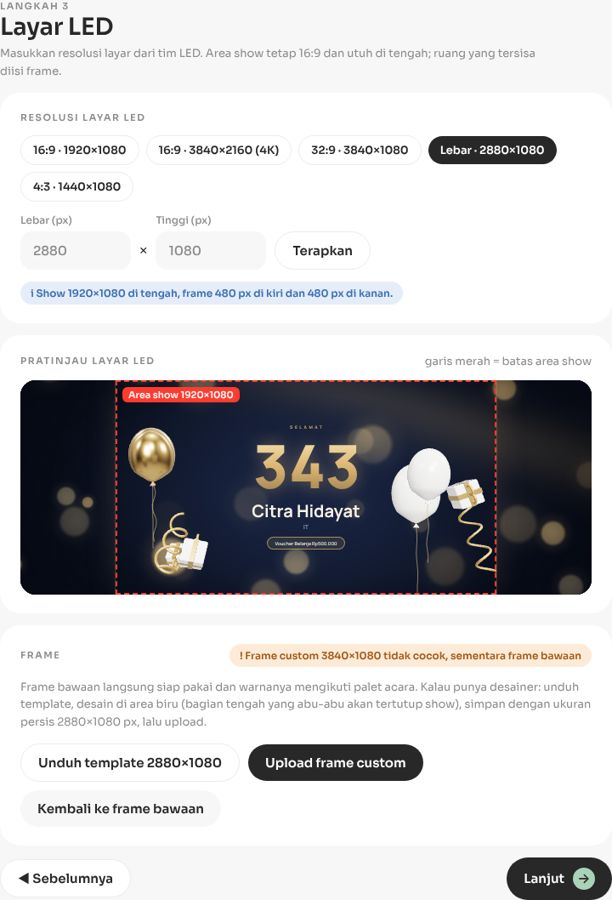 LANGKAH 3
Layar LED
Masukkan resolusi layar dari tim LED. Area show tetap 16:9 dan utuh di tengah; ruang yang tersisa
diisi frame.
RESOLUSI LAYAR LED
16:9 · 1920×1080
16:9 · 3840×2160 (4K)
32:9 · 3840×1080
Lebar · 2880×1080
4:3 · 1440×1080
Lebar (px)
Tinggi (px)
2880
×
1080
Terapkan
i Show 1920×1080 di tengah, frame 480 px di kiri dan 480 px di kanan.
PRATINJAU LAYAR LED
garis merah = batas area show
Area show 1920×1080
SELAMAT
343
Citra Hidayat
IT
Voucher Belanja Rp500.000
FRAME
! Frame custom 3840×1080 tidak cocok, sementara frame bawaan
Frame bawaan langsung siap pakai dan warnanya mengikuti palet acara. Kalau punya desainer: unduh
template, desain di area biru (bagian tengah yang abu-abu akan tertutup show), simpan dengan ukuran
persis 2880×1080 px, lalu upload.
Unduh template 2880×1080
Upload frame custom
Kembali ke frame bawaan
◀ Sebelumnya
Lanjut →